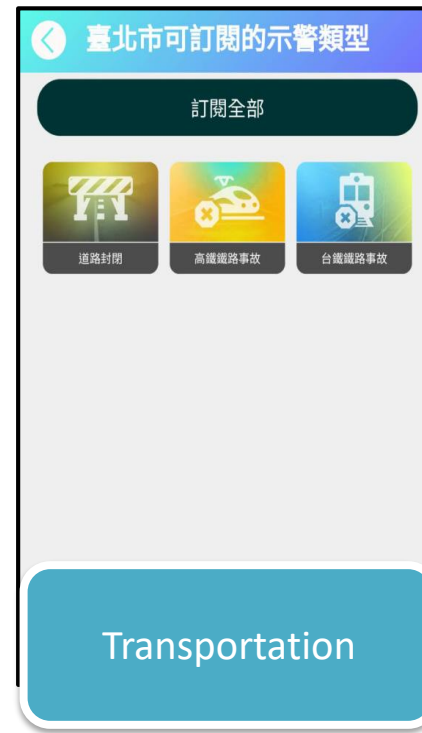 臺北市可訂閱的示警類型
訂閱全部
道路封閉
高鐵鐵路事故
台鐵鐵路事故
Transportation